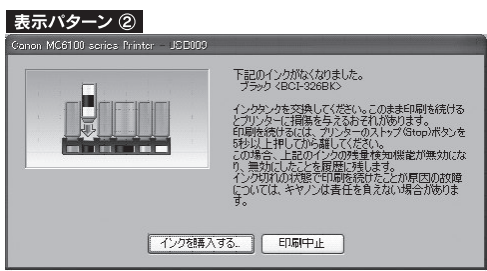 表示パターン ②
Canon MC6100 series Printer - JSD009
下記のインクがなくなりました。
ブラック <BCI-326BK>
インクタンクを交換してください。このまま印刷を続ける
とプリンターに損傷を与えるおそれがあります。
印刷を続けるには、プリンターのストップ(Stop)ボタンを
5秒以上押してから離してください。
この場合、上記のインクの残量検知機能が無効にな
り、無効にしたことを履歴に残します。
インク切れの状態で印刷を続けたことが原因の故障
については、キヤノンは責任を負えない場合がありま
す。
インクを購入する...
印刷中止